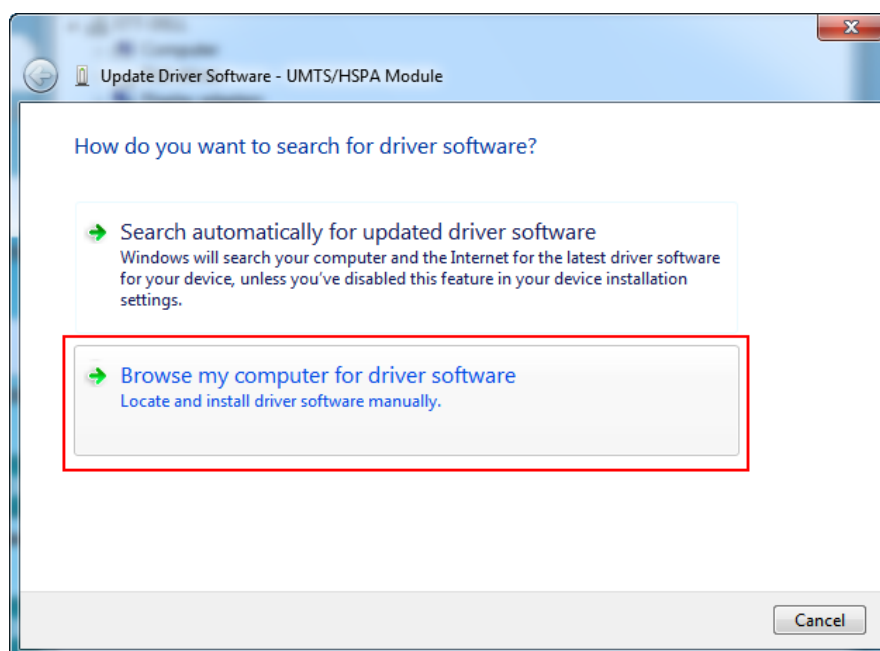 Computer
Update Driver Software - UMTS/HSPA Module
How do you want to search for driver software?
Search automatically for updated driver software
Windows will search your computer and the Internet for the latest driver software
for your device, unless you've disabled this feature in your device installation
settings.
Browse my computer for driver software
Locate and install driver software manually.
Cancel